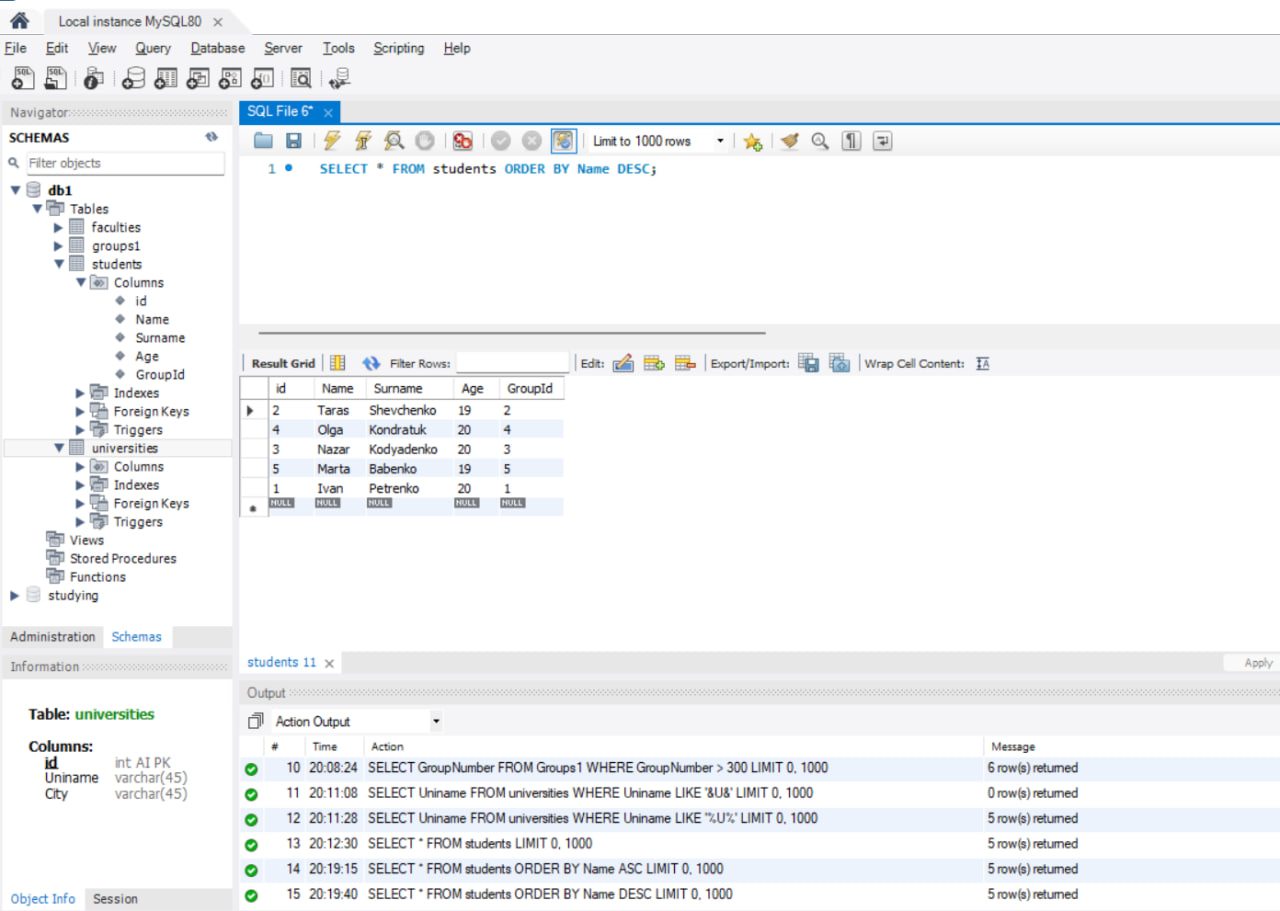 Local instance MySQL80
File Edit View Query Database Server Tools Scripting Help
Navigator
SCHEMAS
Filter objects
db1
Tables
faculties
groups1
students
Columns
id
Name
Surname
Age
GroupId
Indexes
Foreign Keys
Triggers
universities
Columns
Indexes
Foreign Keys
Triggers
Views
Stored Procedures
Functions
studying
Administration Schemas
Information
Table: universities
Columns:
id int AI PK
Uniname varchar(45)
City varchar(45)
Object Info Session
SQL File 6*
Limit to 1000 rows
1 SELECT * FROM students ORDER BY Name DESC;
Result Grid Filter Rows: Edit: Export/Import: Wrap Cell Content:
id Name Surname Age GroupId
2 Taras Shevchenko 19 2
4 Olga Kondratuk 20 4
3 Nazar Kodyadenko 20 3
5 Marta Babenko 19 5
1 Ivan Petrenko 20 1
NULL NULL NULL NULL NULL
students 11
Apply
Output
Action Output
# Time Action Message
10 20:08:24 SELECT GroupNumber FROM Groups1 WHERE GroupNumber > 300 LIMIT 0, 1000 6 row(s) returned
11 20:11:08 SELECT Uniname FROM universities WHERE Uniname LIKE '&U&' LIMIT 0, 1000 0 row(s) returned
12 20:11:28 SELECT Uniname FROM universities WHERE Uniname LIKE '%U%' LIMIT 0, 1000 5 row(s) returned
13 20:12:30 SELECT * FROM students LIMIT 0, 1000 5 row(s) returned
14 20:19:15 SELECT * FROM students ORDER BY Name ASC LIMIT 0, 1000 5 row(s) returned
15 20:19:40 SELECT * FROM students ORDER BY Name DESC LIMIT 0, 1000 5 row(s) returned